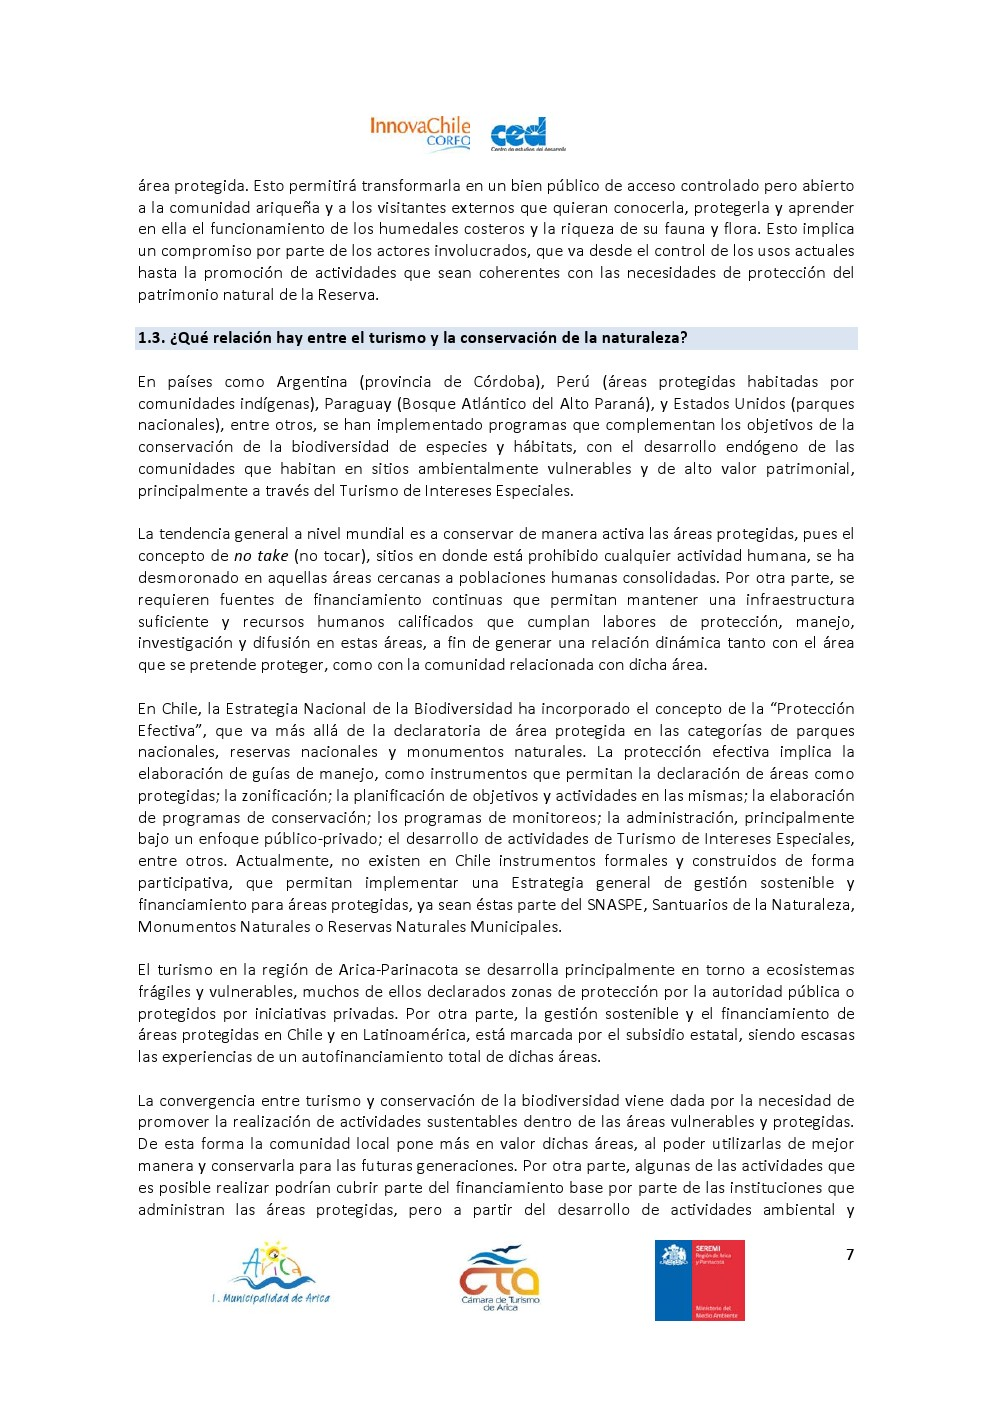 InnovaChile
CORFO
ced
Centro de estudios del desarrollo
área protegida. Esto permitirá transformarla en un bien público de acceso controlado pero abierto
a la comunidad ariqueña y a los visitantes externos que quieran conocerla, protegerla y aprender
en ella el funcionamiento de los humedales costeros y la riqueza de su fauna y flora. Esto implica
un compromiso por parte de los actores involucrados, que va desde el control de los usos actuales
hasta la promoción de actividades que sean coherentes con las necesidades de protección del
patrimonio natural de la Reserva.
1.3. ¿Qué relación hay entre el turismo y la conservación de la naturaleza?
En países como Argentina (provincia de Córdoba), Perú (áreas protegidas habitadas por
comunidades indígenas), Paraguay (Bosque Atlántico del Alto Paraná), y Estados Unidos (parques
nacionales), entre otros, se han implementado programas que complementan los objetivos de la
conservación de la biodiversidad de especies y hábitats, con el desarrollo endógeno de las
comunidades que habitan en sitios ambientalmente vulnerables y de alto valor patrimonial,
principalmente a través del Turismo de Intereses Especiales.
La tendencia general a nivel mundial es a conservar de manera activa las áreas protegidas, pues el
concepto de no take (no tocar), sitios en donde está prohibido cualquier actividad humana, se ha
desmoronado en aquellas áreas cercanas a poblaciones humanas consolidadas. Por otra parte, se
requieren fuentes de financiamiento continuas que permitan mantener una infraestructura
suficiente y recursos humanos calificados que cumplan labores de protección, manejo,
investigación y difusión en estas áreas, a fin de generar una relación dinámica tanto con el área
que se pretende proteger, como con la comunidad relacionada con dicha área.
En Chile, la Estrategia Nacional de la Biodiversidad ha incorporado el concepto de la “Protección
Efectiva”, que va más allá de la declaratoria de área protegida en las categorías de parques
nacionales, reservas nacionales y monumentos naturales. La protección efectiva implica la
elaboración de guías de manejo, como instrumentos que permitan la declaración de áreas como
protegidas; la zonificación; la planificación de objetivos y actividades en las mismas; la elaboración
de programas de conservación; los programas de monitoreos; la administración, principalmente
bajo un enfoque público-privado; el desarrollo de actividades de Turismo de Intereses Especiales,
entre otros. Actualmente, no existen en Chile instrumentos formales y construidos de forma
participativa, que permitan implementar una Estrategia general de gestión sostenible y
financiamiento para áreas protegidas, ya sean éstas parte del SNASPE, Santuarios de la Naturaleza,
Monumentos Naturales o Reservas Naturales Municipales.
El turismo en la región de Arica-Parinacota se desarrolla principalmente en torno a ecosistemas
frágiles y vulnerables, muchos de ellos declarados zonas de protección por la autoridad pública o
protegidos por iniciativas privadas. Por otra parte, la gestión sostenible y el financiamiento de
áreas protegidas en Chile y en Latinoamérica, está marcada por el subsidio estatal, siendo escasas
las experiencias de un autofinanciamiento total de dichas áreas.
La convergencia entre turismo y conservación de la biodiversidad viene dada por la necesidad de
promover la realización de actividades sustentables dentro de las áreas vulnerables y protegidas.
De esta forma la comunidad local pone más en valor dichas áreas, al poder utilizarlas de mejor
manera y conservarla para las futuras generaciones. Por otra parte, algunas de las actividades que
es posible realizar podrían cubrir parte del financiamiento base por parte de las instituciones que
administran las áreas protegidas, pero a partir del desarrollo de actividades ambiental y
Arica
I. Municipalidad de Arica
CTA
Cámara de Turismo
de Arica
SEREMI
Región de Arica
y Parinacota
Ministerio del
Medio Ambiente
7